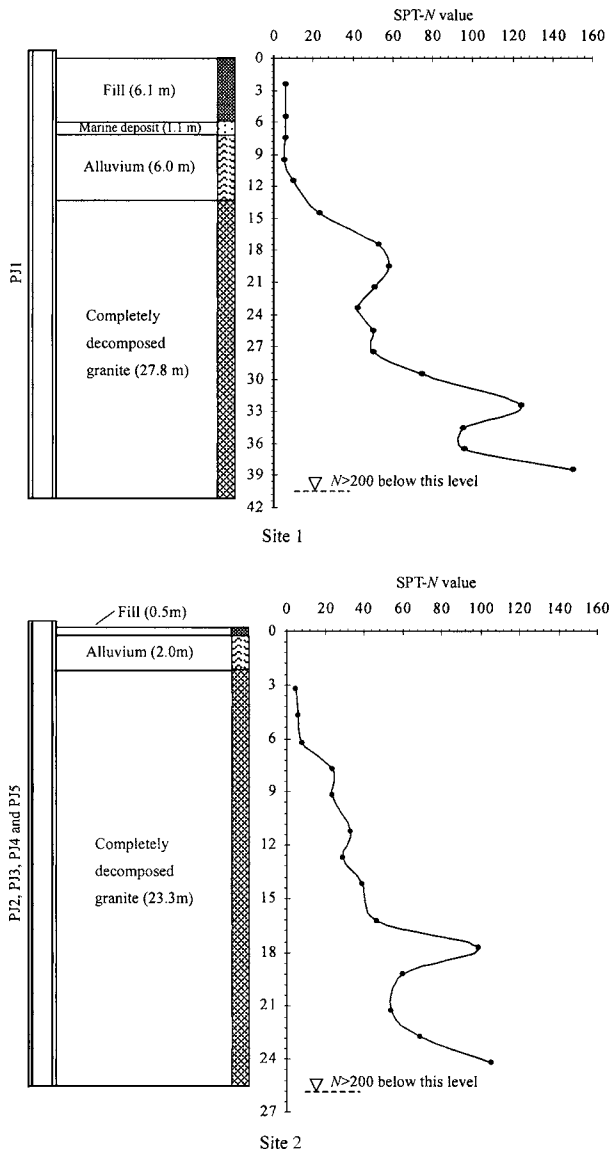 SPT-N value
0 20 40 60 80 100 120 140 160
0
3
6
9
12
15
18
21
24
27
30
33
36
39
42
Fill (6.1 m)
Marine deposit (1.1 m)
Alluvium (6.0 m)
PJ1
Completely
decomposed
granite (27.8 m)
N>200 below this level
Site 1
SPT-N value
0 20 40 60 80 100 120 140 160
0
3
6
9
12
15
18
21
24
27
Fill (0.5m)
Alluvium (2.0m)
PJ2, PJ3, PJ4 and PJ5
Completely
decomposed
granite (23.3m)
N>200 below this level
Site 2